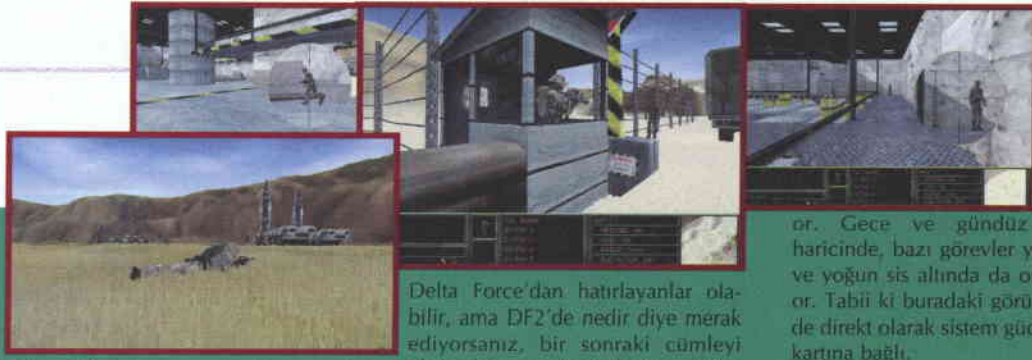 Delta Force'dan hatırlayanlar ola-
bilir, ama DF2'de nedir diye merak
ediyorsanız, bir sonraki cümleyi
or. Gece ve gündüz
haricinde, bazı görevler
ve yoğun sis altında da
or. Tabii ki buradaki
de direkt olarak sistem
kartına bağlı.